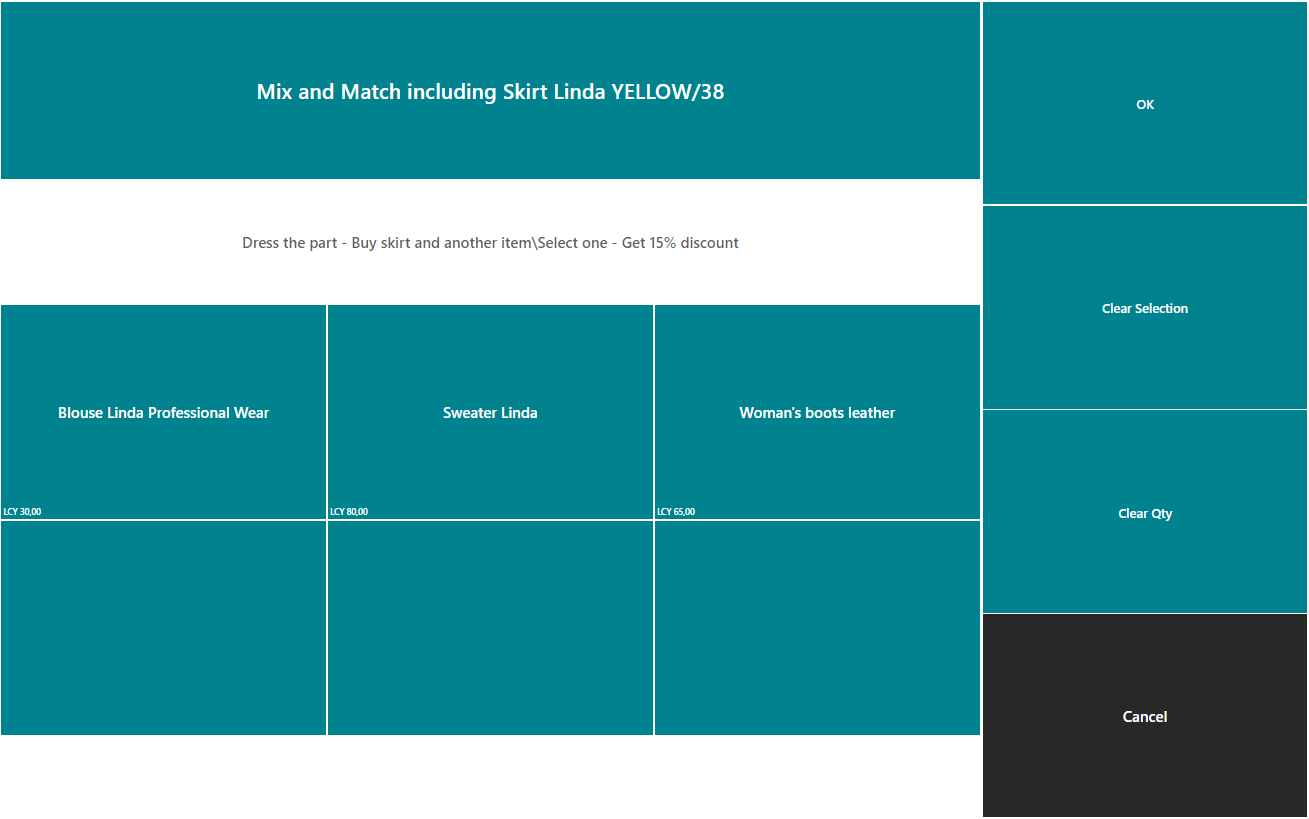 Mix and Match including Skirt Linda YELLOW/38
Dress the part - Buy skirt and another item\Select one - Get 15% discount
Blouse Linda Professional Wear
LCY 30,00
Sweater Linda
LCY 80,00
Woman's boots leather
LCY 65,00
OK
Clear Selection
Clear Qty
Cancel